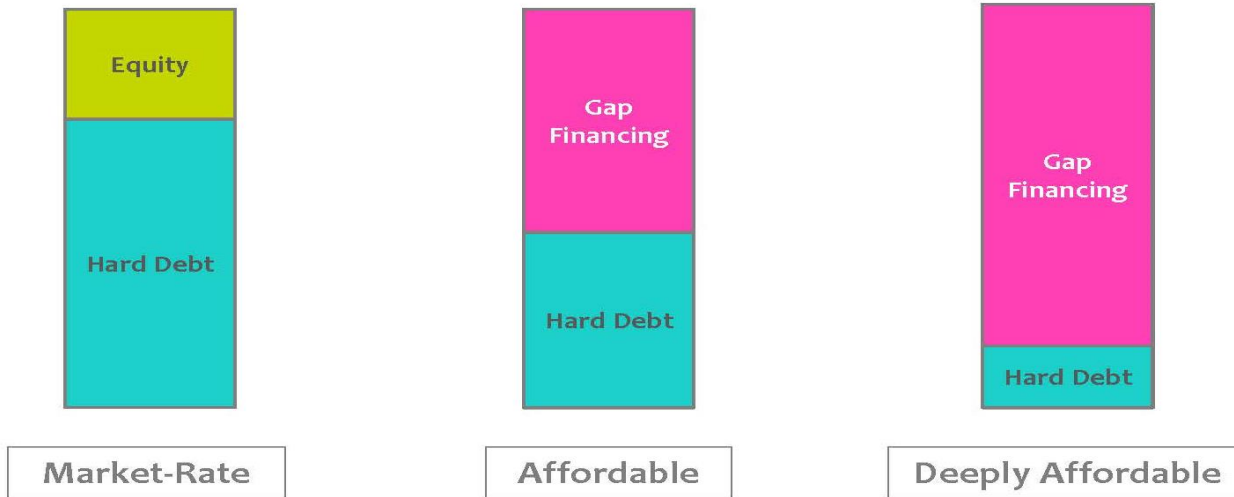 Equity
Hard Debt
Gap
Financing
Hard Debt
Gap
Financing
Hard Debt
Market-Rate
Affordable
Deeply Affordable